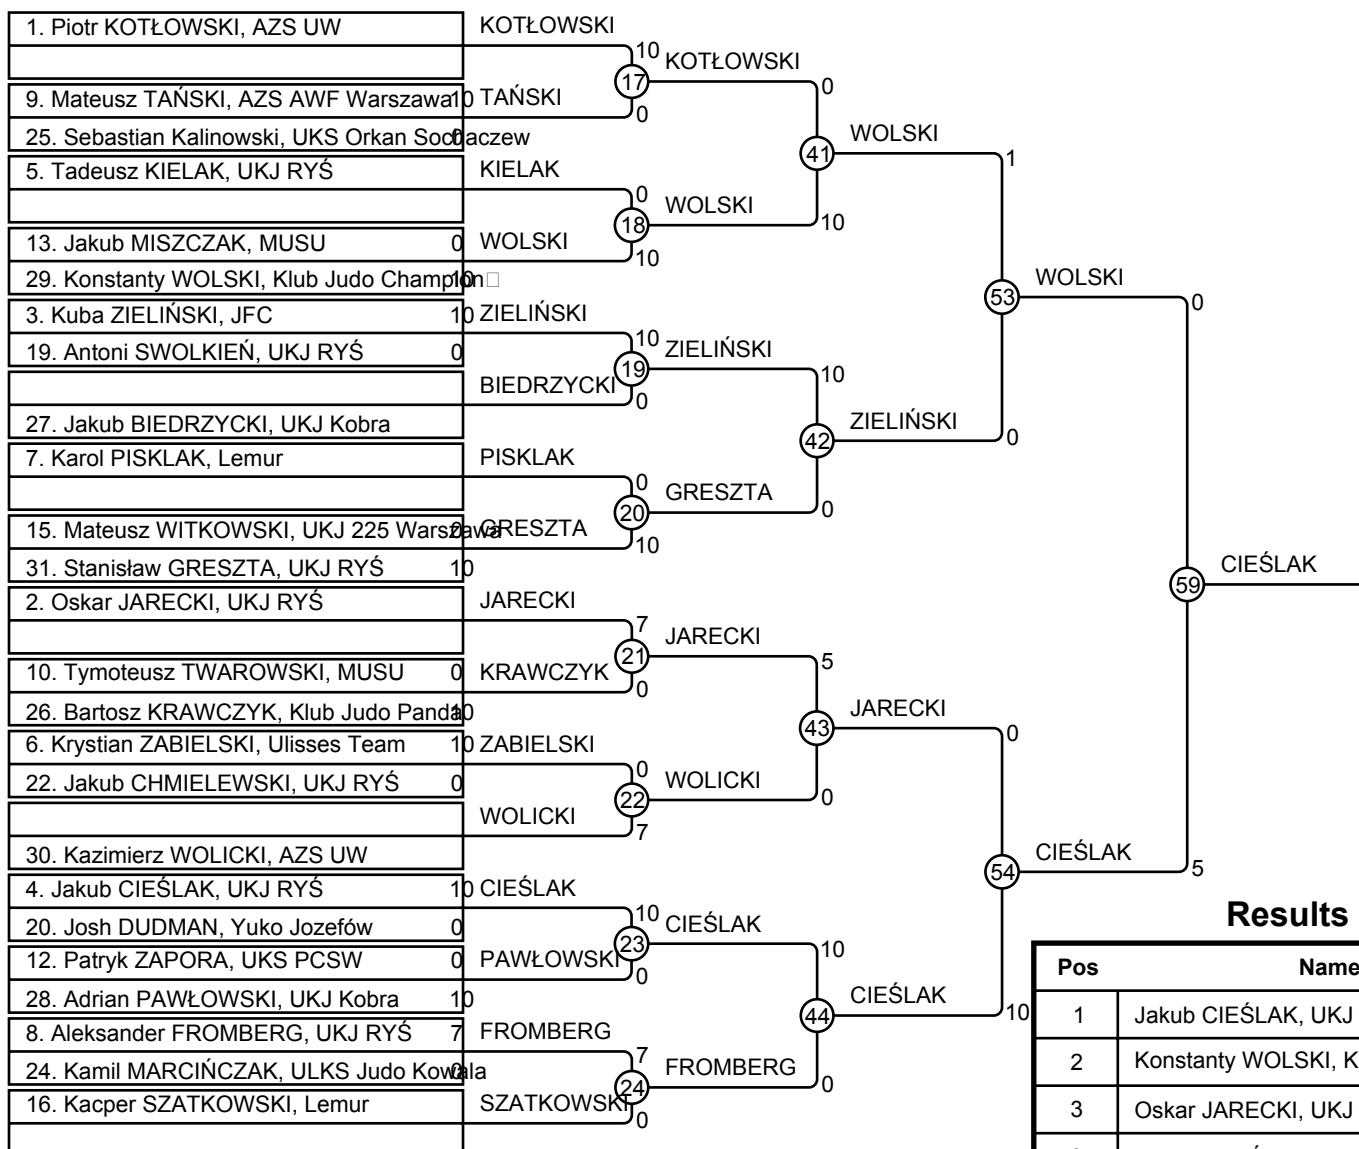 1. Piotr KOTŁOWSKI, AZS UW
9. Mateusz TAŃSKI, AZS AWF Warszawa 10
25. Sebastian Kalinowski, UKS Orkan Sochaczew 0
5. Tadeusz KIELAK, UKJ RYŚ
13. Jakub MISZCZAK, MUSU 0
29. Konstanty WOLSKI, Klub Judo Champion 10
3. Kuba ZIELIŃSKI, JFC 10
19. Antoni SWOLKIEŃ, UKJ RYŚ 0
27. Jakub BIEDRZYCKI, UKJ Kobra
7. Karol PISKLAK, Lemur
15. Mateusz WITKOWSKI, UKJ 225 Warszawa 0
31. Stanisław GRESZTA, UKJ RYŚ 10
2. Oskar JARECKI, UKJ RYŚ
10. Tymoteusz TWAROWSKI, MUSU 0
26. Bartosz KRAWCZYK, Klub Judo Panda 10
6. Krystian ZABIELSKI, Ulisses Team 10
22. Jakub CHMIELEWSKI, UKJ RYŚ 0
30. Kazimierz WOLICKI, AZS UW
4. Jakub CIEŚLAK, UKJ RYŚ 10
20. Josh DUDMAN, Yuko Jozefów 0
12. Patryk ZAPORA, UKS PCSW 0
28. Adrian PAWŁOWSKI, UKJ Kobra 10
8. Aleksander FROMBERG, UKJ RYŚ 7
24. Kamil MARCIŃCZAK, ULKS Judo Kowala 0
16. Kacper SZATKOWSKI, Lemur
KOTŁOWSKI
10
17
TAŃSKI
0
KIELAK
0
18
WOLSKI
10
ZIELIŃSKI
10
19
BIEDRZYCKI
0
PISKLAK
0
20
GRESZTA
10
JARECKI
7
21
KRAWCZYK
0
ZABIELSKI
0
22
WOLICKI
7
CIEŚLAK
10
23
PAWŁOWSKI
0
FROMBERG
7
24
SZATKOWSKI
0
KOTŁOWSKI
0
41
WOLSKI
10
ZIELIŃSKI
10
42
GRESZTA
0
JARECKI
5
43
WOLICKI
0
CIEŚLAK
10
44
FROMBERG
0
WOLSKI
1
53
ZIELIŃSKI
0
JARECKI
0
54
CIEŚLAK
10
WOLSKI
0
59
CIEŚLAK
5
CIEŚLAK
Results
Pos Name
1 Jakub CIEŚLAK, UKJ
2 Konstanty WOLSKI, K
3 Oskar JARECKI, UKJ